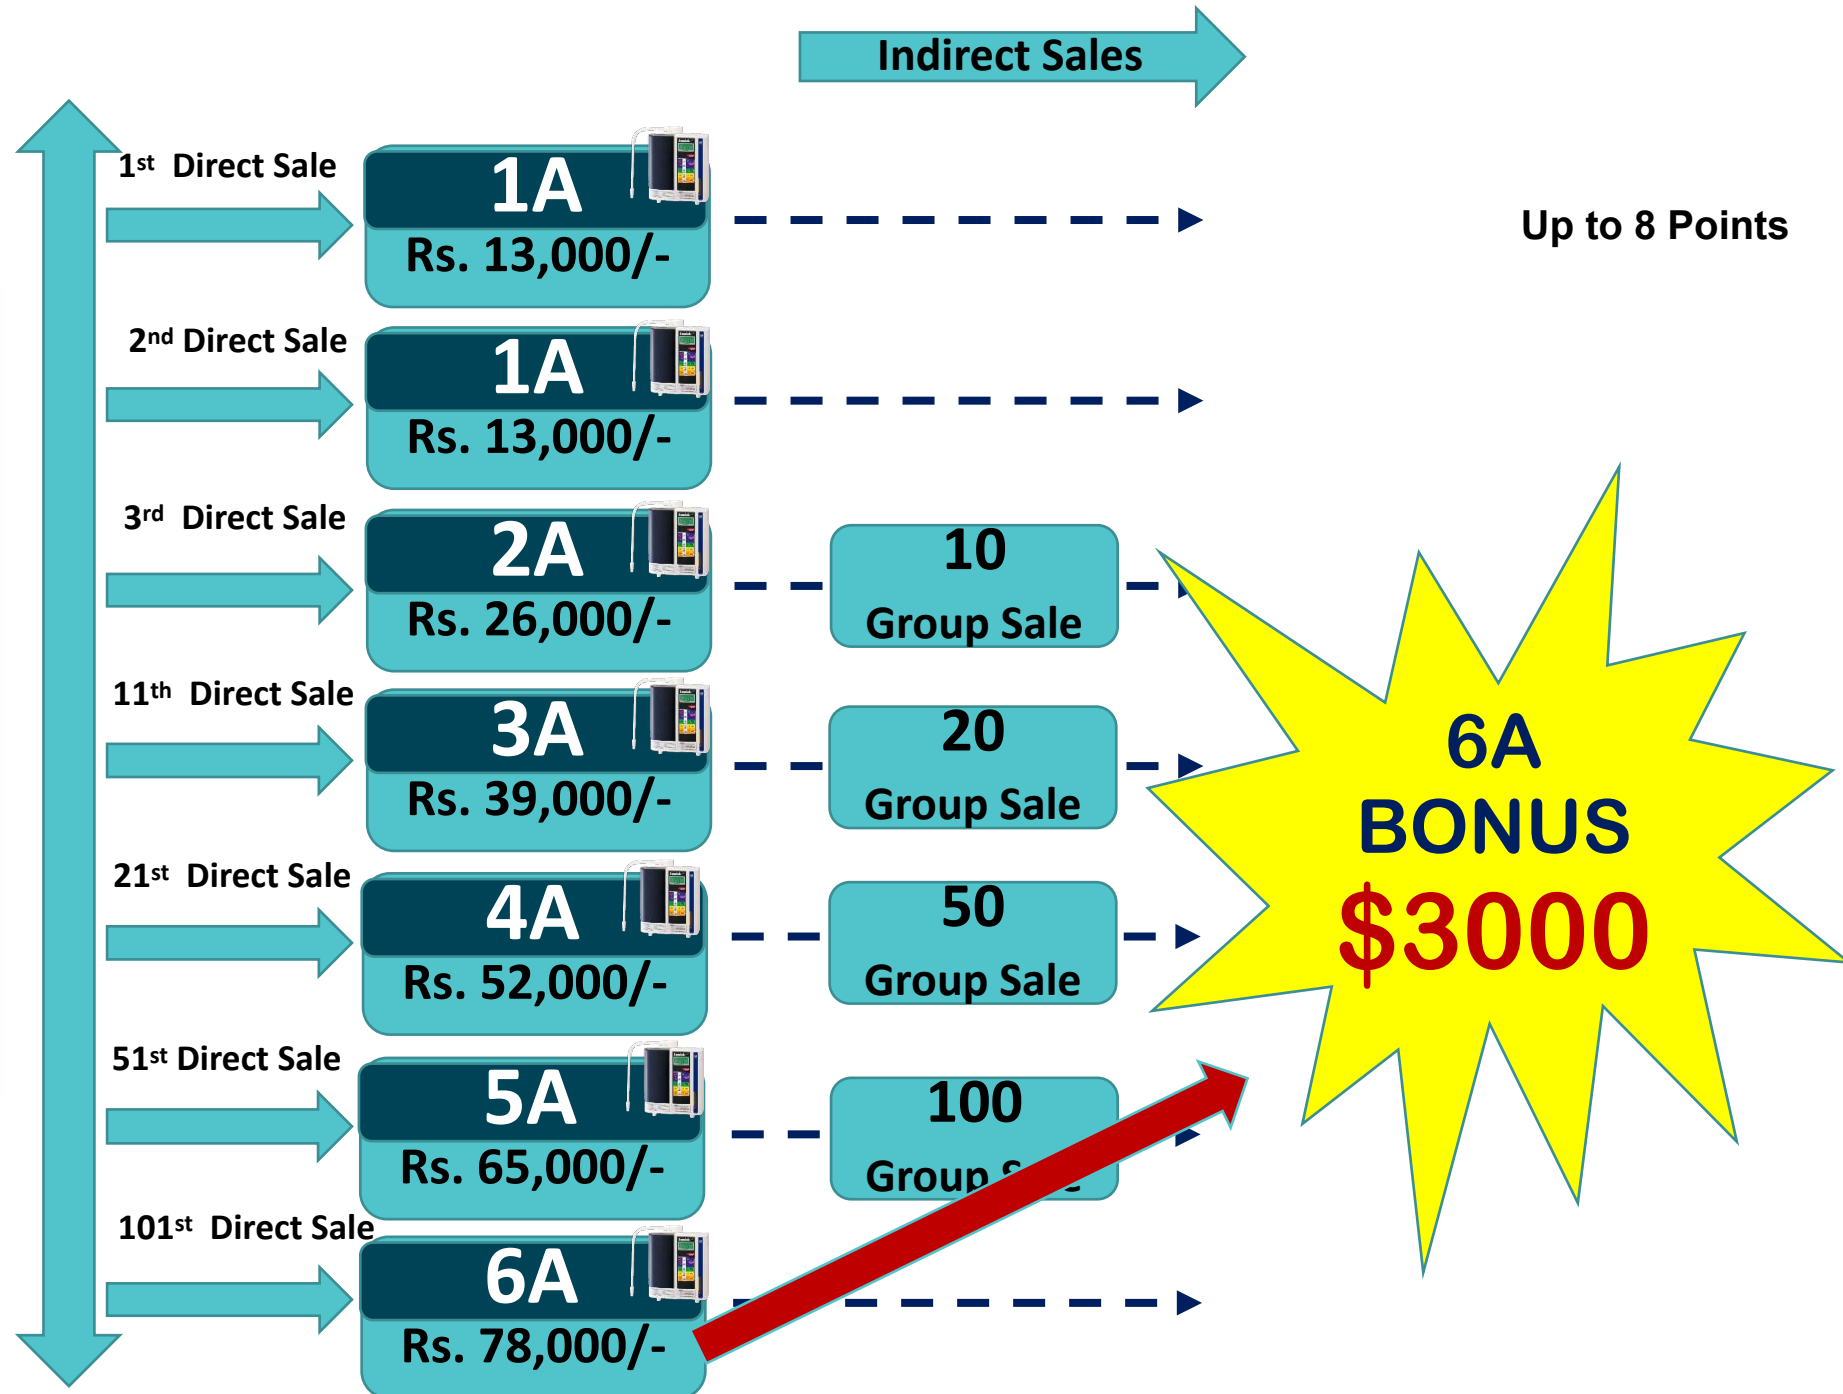 Indirect Sales
1st Direct Sale
1A
Rs. 13,000/-
Up to 8 Points
2nd Direct Sale
1A
Rs. 13,000/-
3rd Direct Sale
2A
Rs. 26,000/-
10
Group Sale
11th Direct Sale
3A
Rs. 39,000/-
20
Group Sale
21st Direct Sale
4A
Rs. 52,000/-
50
Group Sale
51st Direct Sale
5A
Rs. 65,000/-
100
Group Sale
101st Direct Sale
6A
Rs. 78,000/-
6A
BONUS
$3000